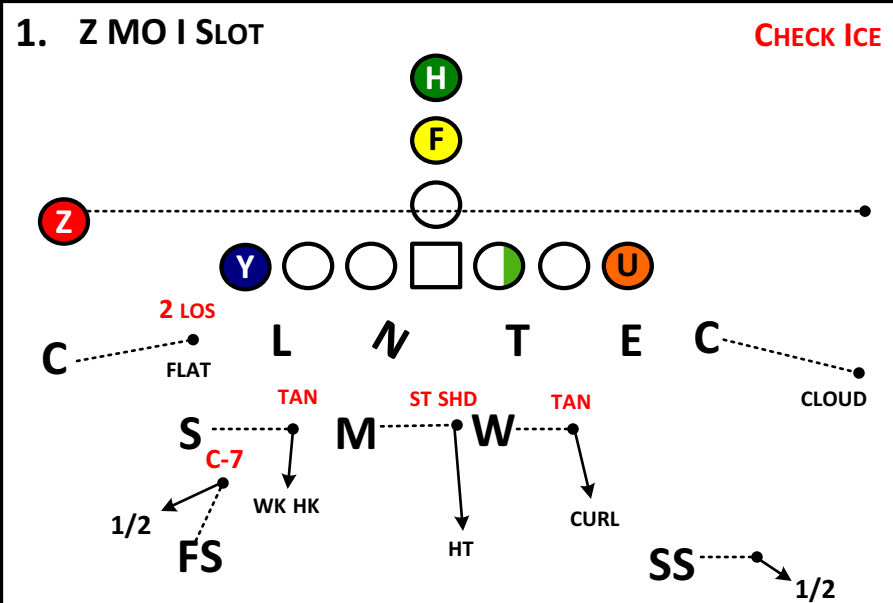 1. Z MO I SLOT
CHECK ICE
H
F
Z
Y
U
2 LOS
C
L
N
T
E
C
FLAT
CLOUD
TAN
ST SHD
TAN
S
M
W
C-7
WK HK
CURL
1/2
HT
FS
SS
1/2